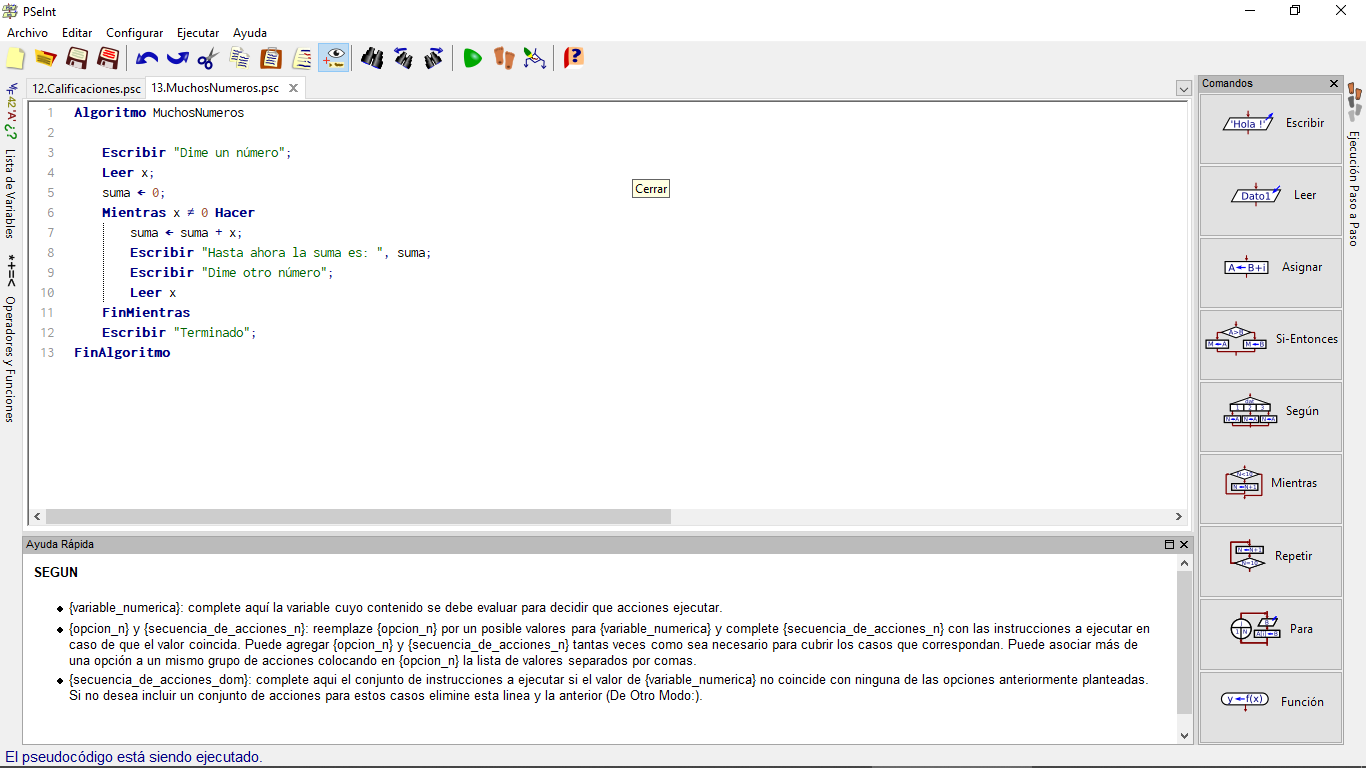 PSeInt
Archivo Editar Configurar Ejecutar Ayuda
12.Calificaciones.psc 13.MuchosNumeros.psc
1 Algoritmo MuchosNumeros
2
3 Escribir "Dime un número";
4 Leer x;
5 suma ← 0;
6 Mientras x ≠ 0 Hacer
7 suma ← suma + x;
8 Escribir "Hasta ahora la suma es: ", suma;
9 Escribir "Dime otro número";
10 Leer x
11 FinMientras
12 Escribir "Terminado";
13 FinAlgoritmo
Cerrar
Lista de Variables
*+=< Operadores y Funciones
Ayuda Rápida
SEGUN
{variable_numerica}: complete aquí la variable cuyo contenido se debe evaluar para decidir que acciones ejecutar.
{opcion_n} y {secuencia_de_acciones_n}: reemplaze {opcion_n} por un posible valores para {variable_numerica} y complete {secuencia_de_acciones_n} con las instrucciones a ejecutar en
caso de que el valor coincida. Puede agregar {opcion_n} y {secuencia_de_acciones_n} tantas veces como sea necesario para cubrir los casos que correspondan. Puede asociar más de
una opción a un mismo grupo de acciones colocando en {opcion_n} la lista de valores separados por comas.
{secuencia_de_acciones_dom}: complete aqui el conjunto de instrucciones a ejecutar si el valor de {variable_numerica} no coincide con ninguna de las opciones anteriormente planteadas.
Si no desea incluir un conjunto de acciones para estos casos elimine esta linea y la anterior (De Otro Modo:).
Comandos
'Hola !' Escribir
Dato1 Leer
A←B+i Asignar
A>B M←A M←B Si-Entonces
Según
Mientras
Repetir
Para
y←f(x) Función
Ejecución Paso a Paso
El pseudocódigo está siendo ejecutado.